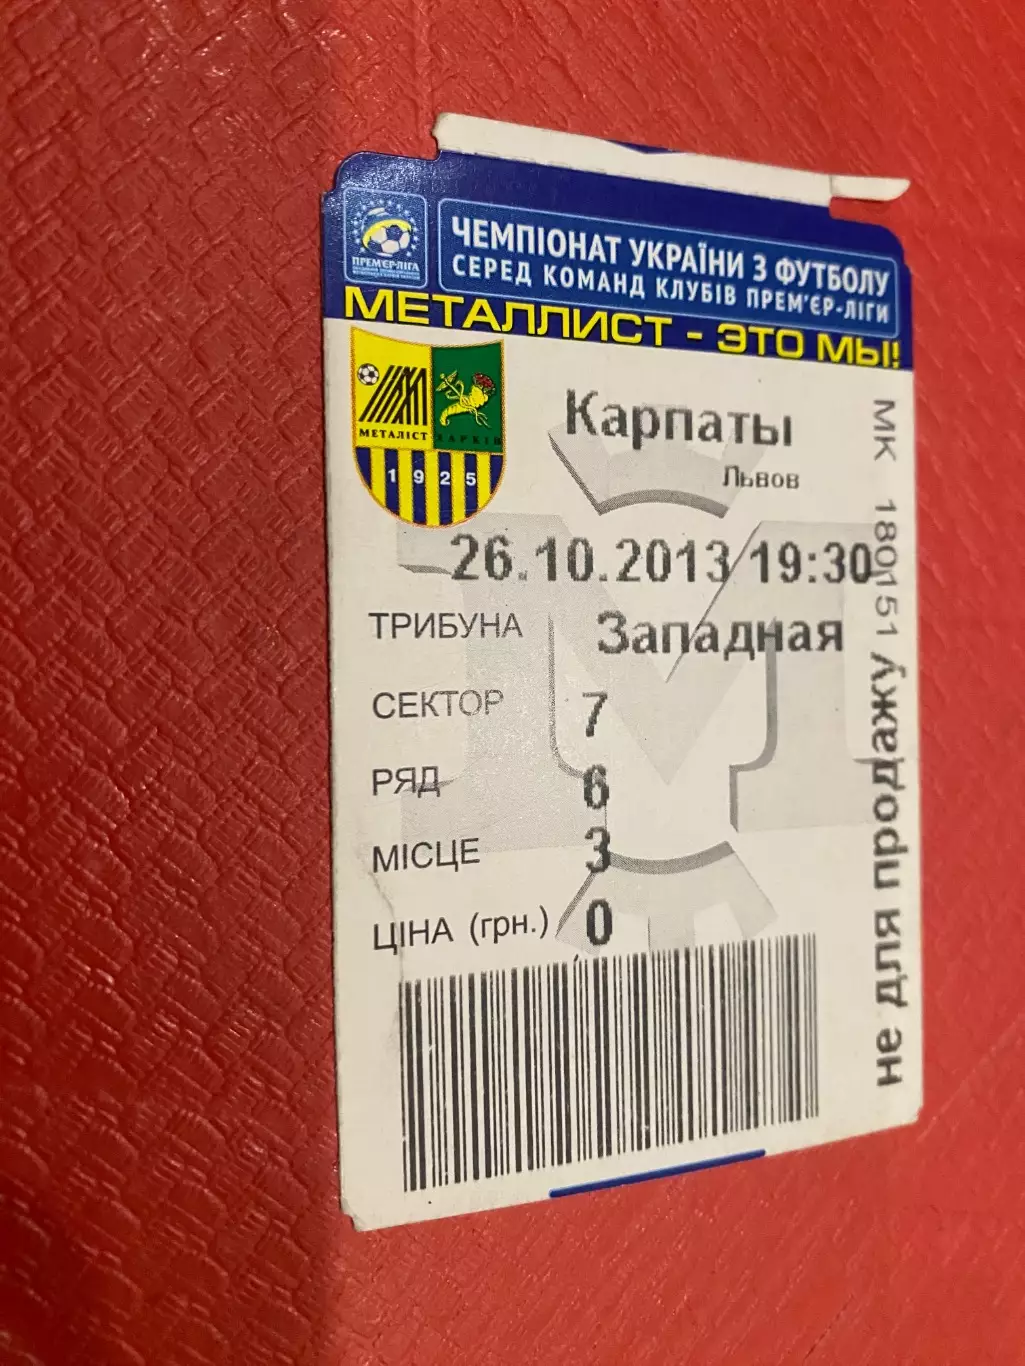 ЧЕМПІОНАТ УКРАЇНИ З ФУТБОЛУ
СЕРЕД КОМАНД КЛУБІВ ПРЕМ'ЄР-ЛІГИ
ПРЕМ'ЄР-ЛІГА
МЕТАЛЛИСТ - ЭТО МЫ!
МЕТАЛІСТ ХАРКІВ
1925
Карпаты
Львов
26.10.2013 19:30
ТРИБУНА Западная
СЕКТОР 7
РЯД 6
МІСЦЕ 3
ЦІНА (грн.) 0
МК 180151
не для продажу